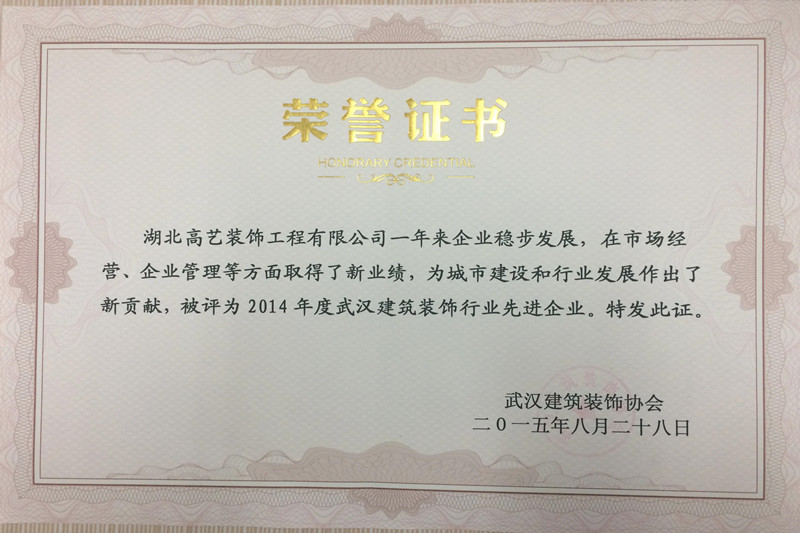 荣誉证书
HONORARY CREDENTIAL
湖北高艺装饰工程有限公司一年来企业稳步发展，在市场经
营、企业管理等方面取得了新业绩，为城市建设和行业发展作出了
新贡献，被评为2014年度武汉建筑装饰行业先进企业。特发此证。
武汉建筑装饰协会
二0一五年八月二十八日